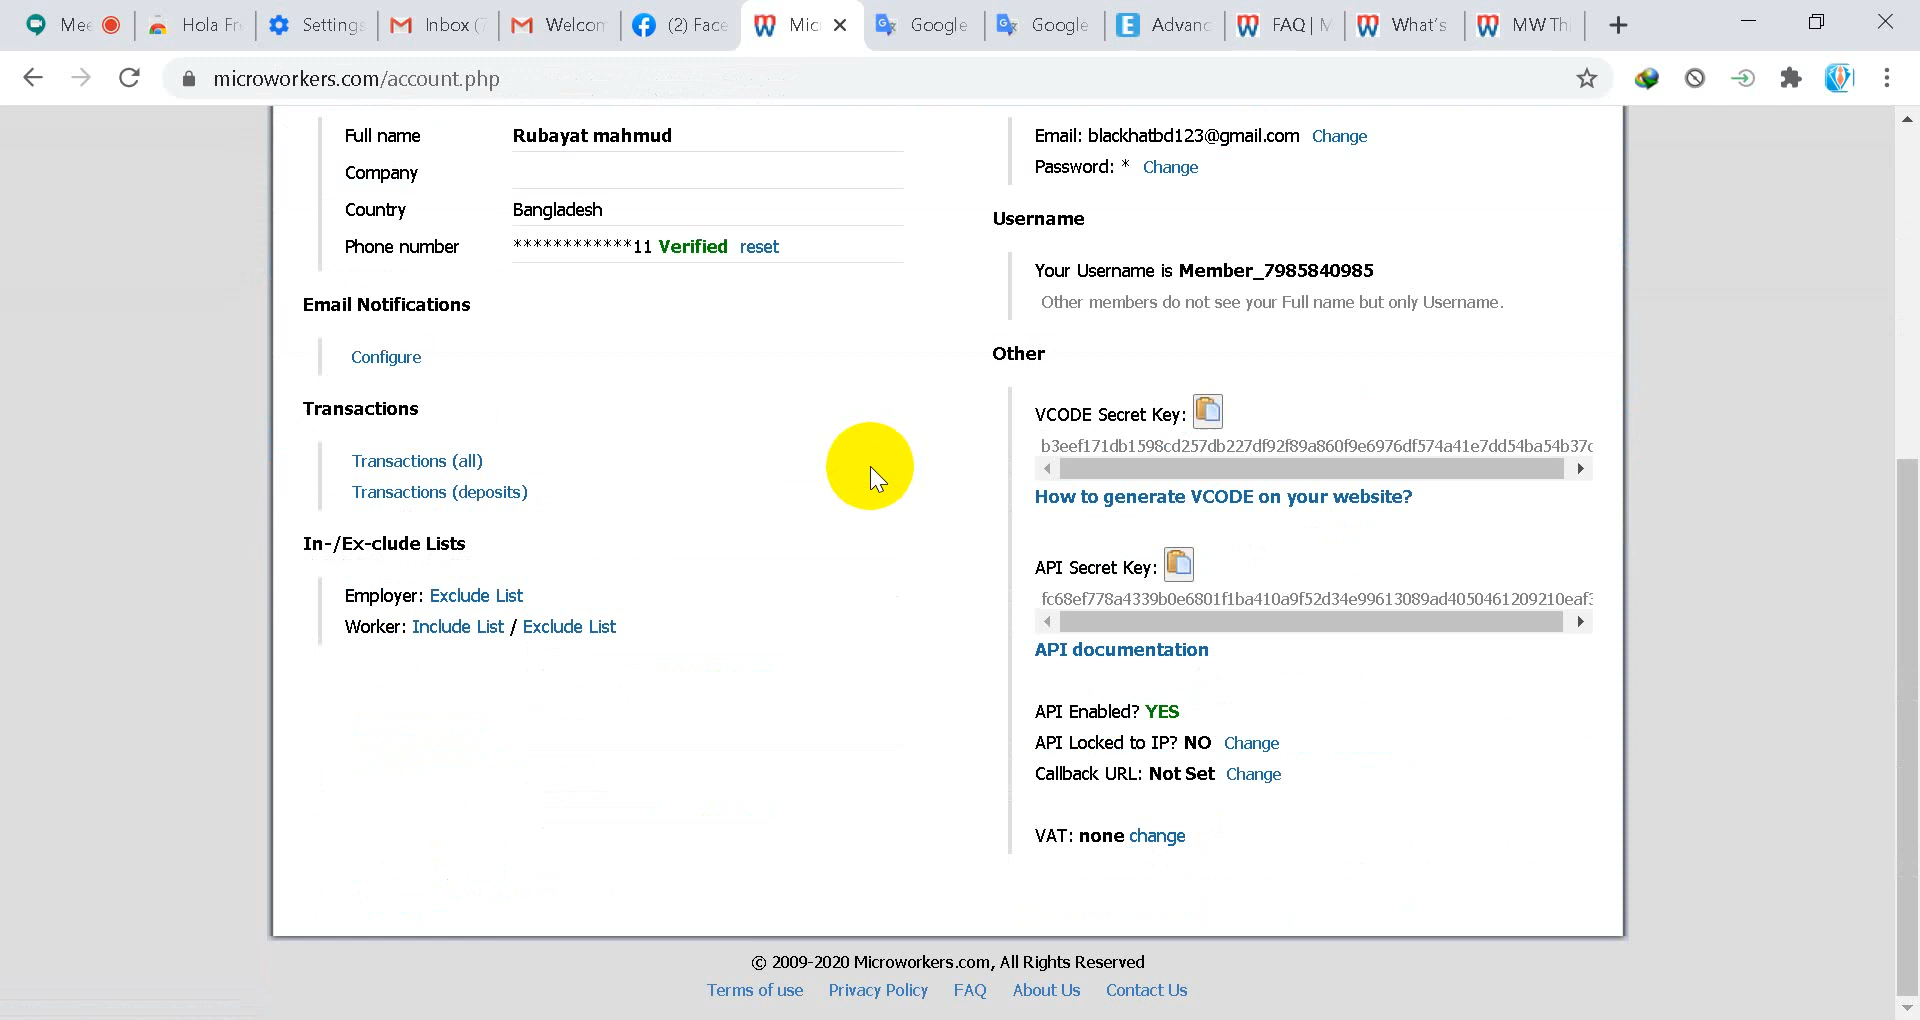 Mee Hola Fr Settings Inbox (7 Welcon (2) Face Mic Google Google Advanc FAQ | M What's MW Th
microworkers.com/account.php
Full name Rubayat mahmud
Company
Country Bangladesh
Phone number ************11 Verified reset
Email Notifications
Configure
Transactions
Transactions (all)
Transactions (deposits)
In-/Ex-clude Lists
Employer: Exclude List
Worker: Include List / Exclude List
Email: blackhatbd123@gmail.com Change
Password: * Change
Username
Your Username is Member_7985840985
Other members do not see your Full name but only Username.
Other
VCODE Secret Key:
b3eef171db1598cd257db227df92f89a860f9e6976df574a41e7dd54ba54b37c
How to generate VCODE on your website?
API Secret Key:
fc68ef778a4339b0e6801f1ba410a9f52d34e99613089ad4050461209210eaf3
API documentation
API Enabled? YES
API Locked to IP? NO Change
Callback URL: Not Set Change
VAT: none change
© 2009-2020 Microworkers.com, All Rights Reserved
Terms of use Privacy Policy FAQ About Us Contact Us